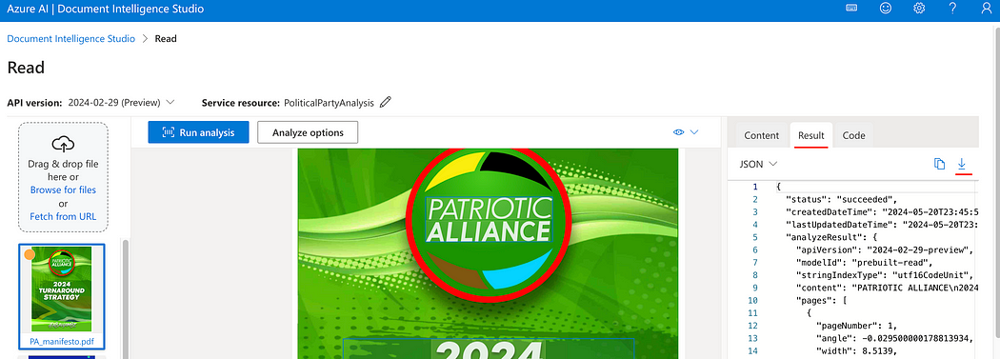 Azure AI | Document Intelligence Studio
Document Intelligence Studio > Read
Read
API version: 2024-02-29 (Preview)
Service resource: PoliticalPartyAnalysis
Drag & drop file
here or
Browse for files
or
Fetch from URL
PATRIOTIC
ALLIANCE
2024
TURNAROUND
STRATEGY
PA_manifesto.pdf
Run analysis
Analyze options
PATRIOTIC
ALLIANCE
2024
Content
Result
Code
JSON
1 {
2 "status": "succeeded",
3 "createdDateTime": "2024-05-20T23:45:5
4 "lastUpdatedDateTime": "2024-05-20T23:
5 "analyzeResult": {
6 "apiVersion": "2024-02-29-preview",
7 "modelId": "prebuilt-read",
8 "stringIndexType": "utf16CodeUnit",
9 "content": "PATRIOTIC ALLIANCE\n2024
10 "pages": [
11 {
12 "pageNumber": 1,
13 "angle": -0.029500000178813934,
14 "width": 8.5139,